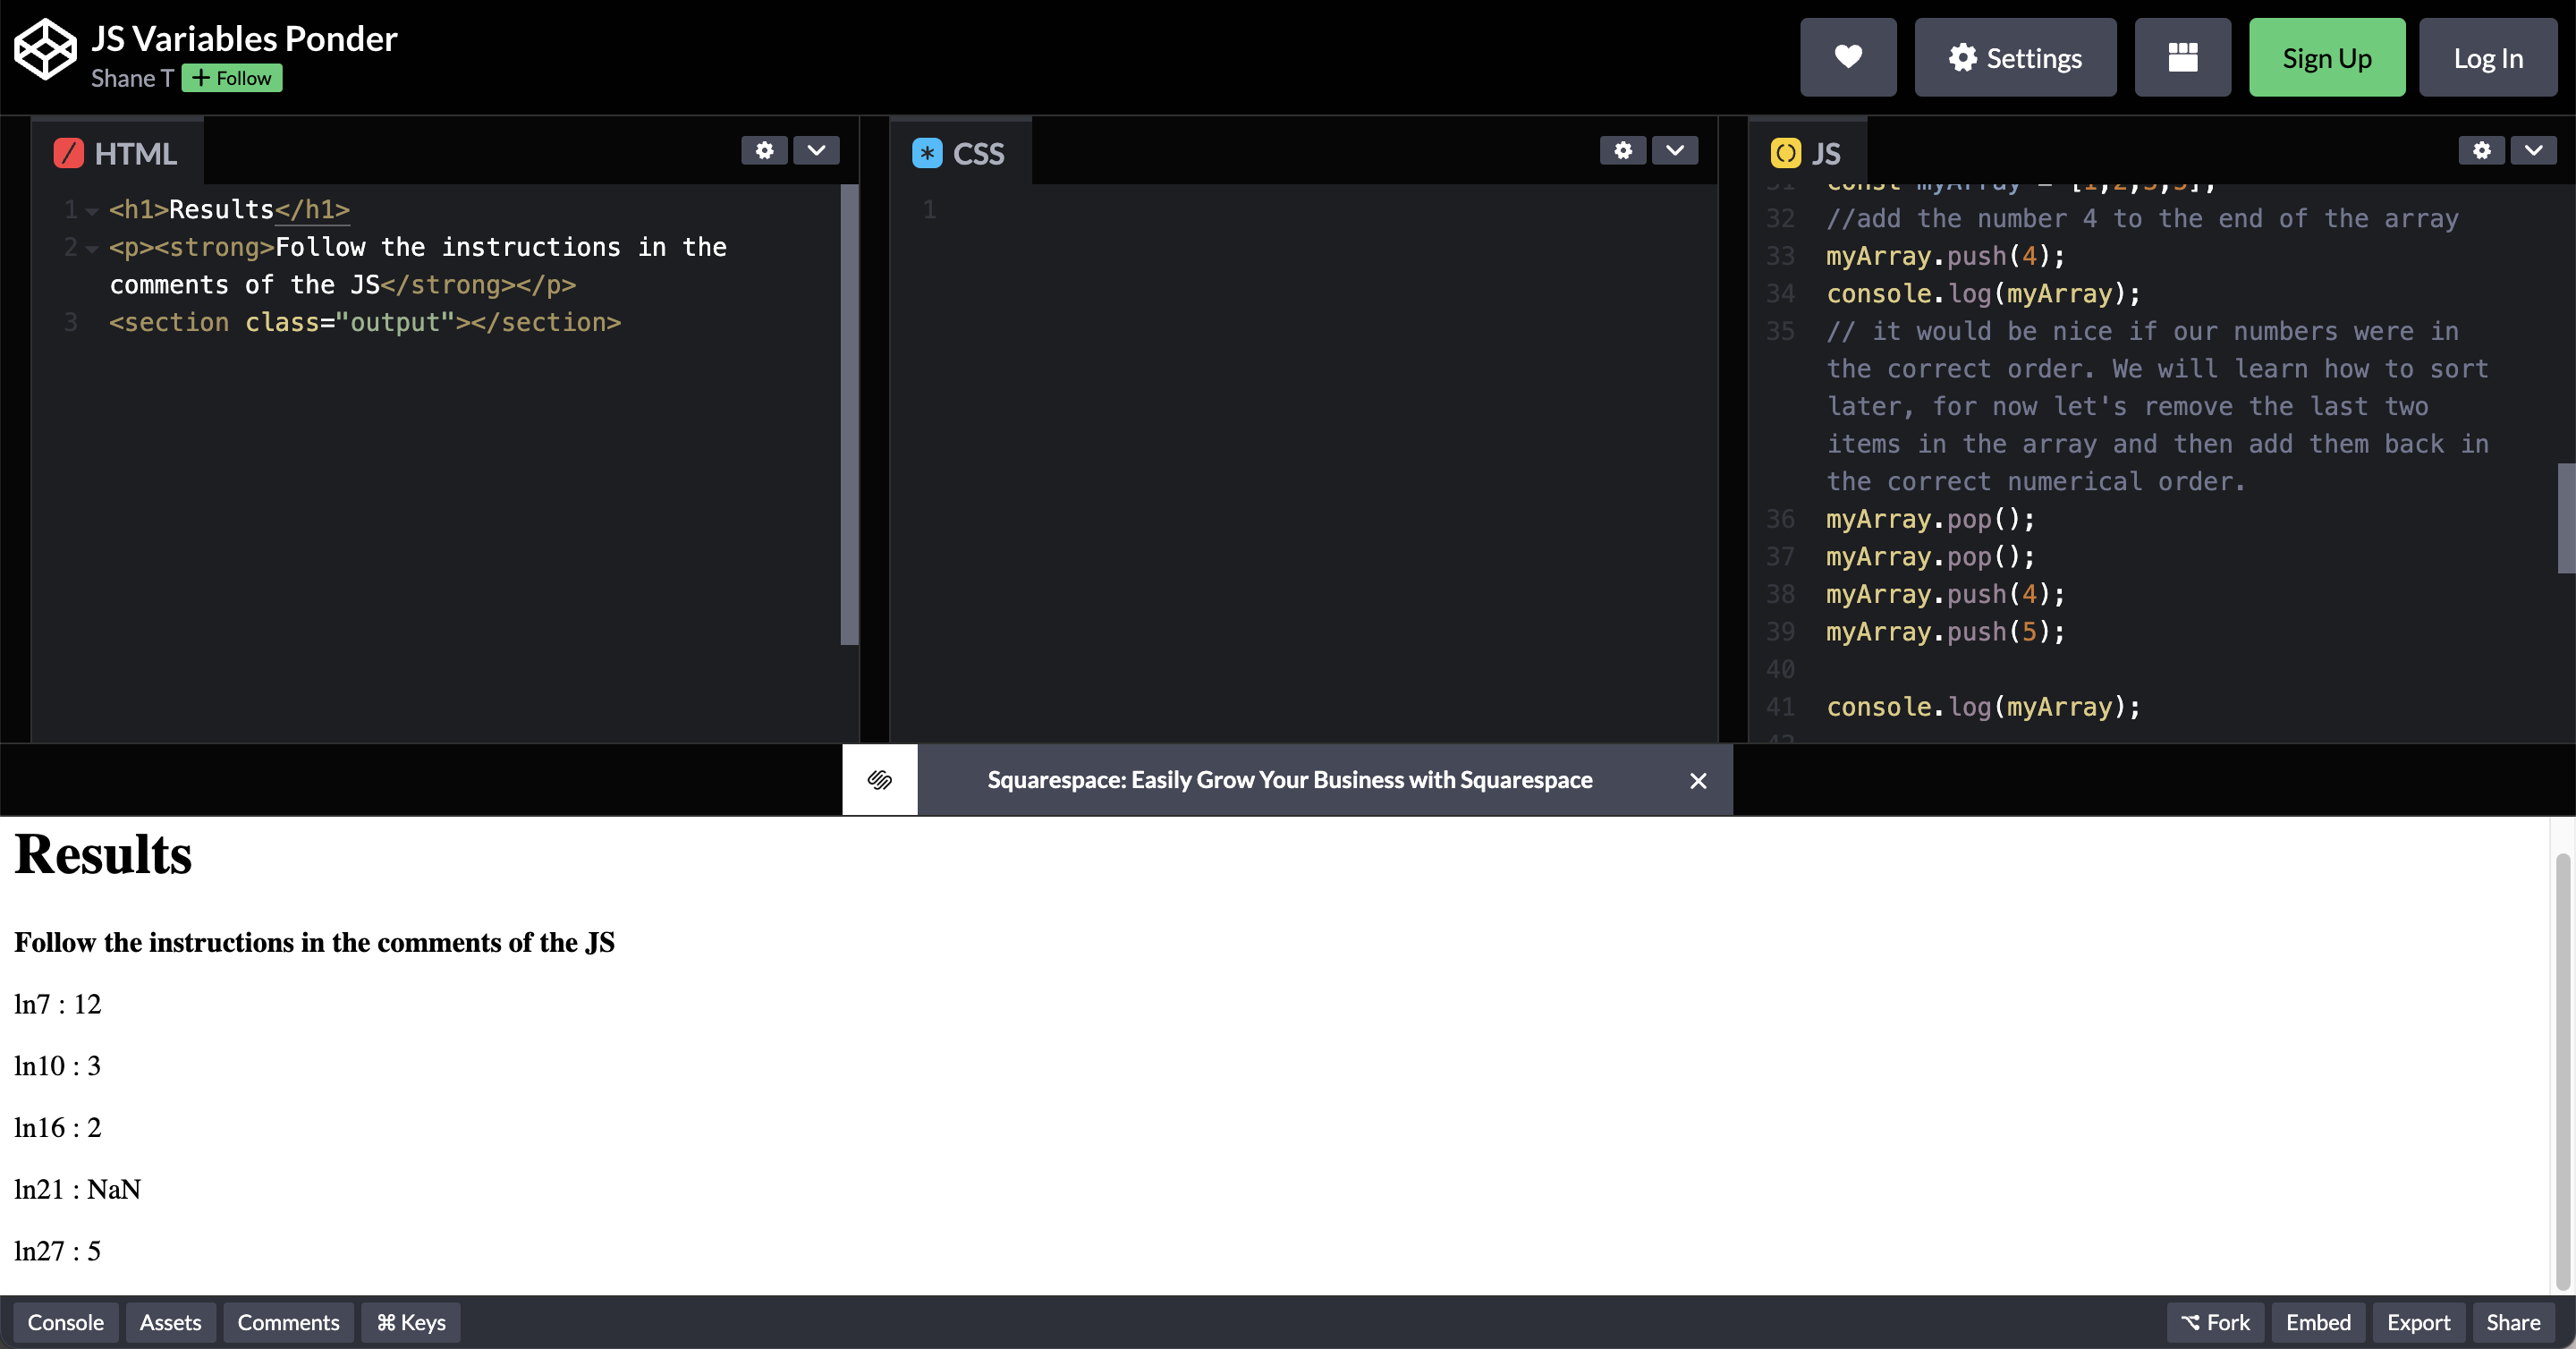 JS Variables Ponder
Shane T + Follow
Settings
Sign Up
Log In
HTML
1 <h1>Results</h1>
2 <p><strong>Follow the instructions in the
comments of the JS</strong></p>
3 <section class="output"></section>
CSS
1
JS
32 //add the number 4 to the end of the array
33 myArray.push(4);
34 console.log(myArray);
35 // it would be nice if our numbers were in
the correct order. We will learn how to sort
later, for now let's remove the last two
items in the array and then add them back in
the correct numerical order.
36 myArray.pop();
37 myArray.pop();
38 myArray.push(4);
39 myArray.push(5);
40
41 console.log(myArray);
Squarespace: Easily Grow Your Business with Squarespace
Results
Follow the instructions in the comments of the JS
ln7 : 12
ln10 : 3
ln16 : 2
ln21 : NaN
ln27 : 5
Console Assets Comments ⌘ Keys
Fork Embed Export Share